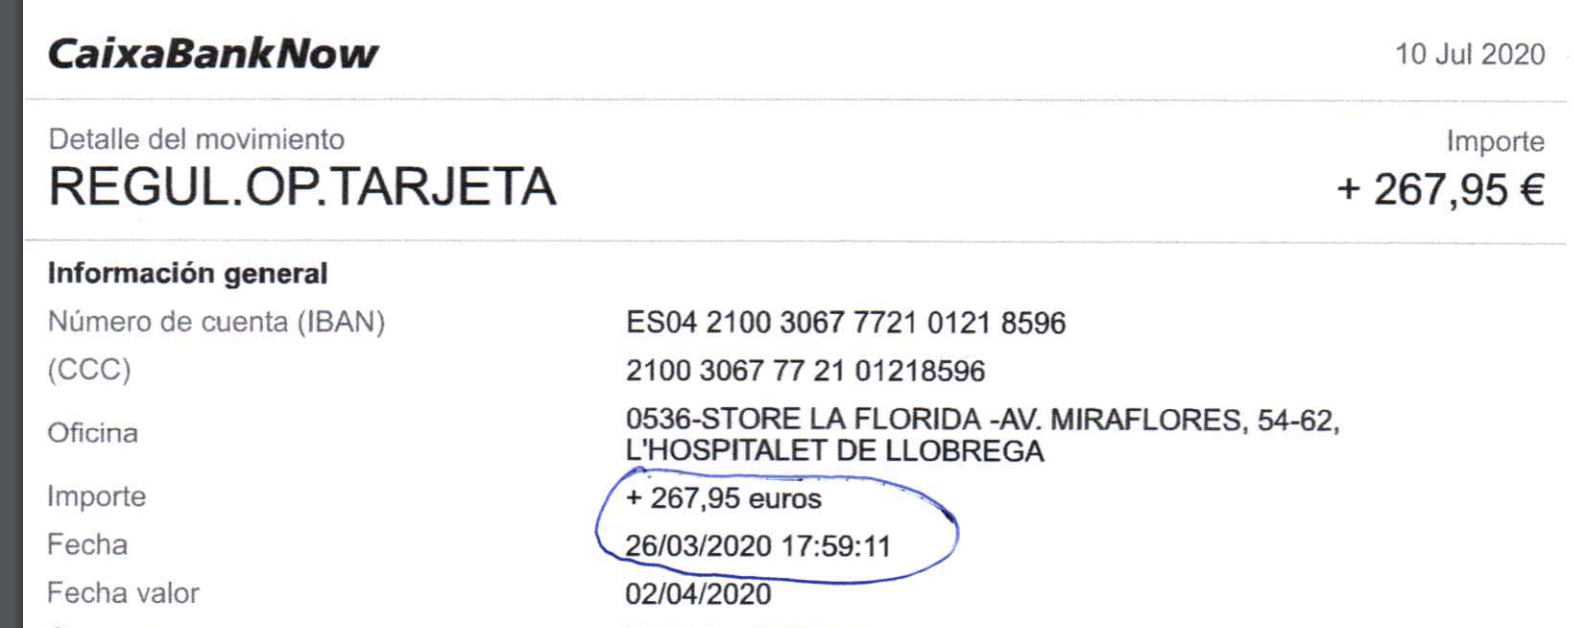 CaixaBankNow
10 Jul 2020
Detalle del movimiento
Importe
REGUL.OP.TARJETA
+ 267,95 €
Información general
Número de cuenta (IBAN)
ES04 2100 3067 7721 0121 8596
(CCC)
2100 3067 77 21 01218596
Oficina
0536-STORE LA FLORIDA -AV. MIRAFLORES, 54-62,
L'HOSPITALET DE LLOBREGA
Importe
+ 267,95 euros
Fecha
26/03/2020 17:59:11
Fecha valor
02/04/2020